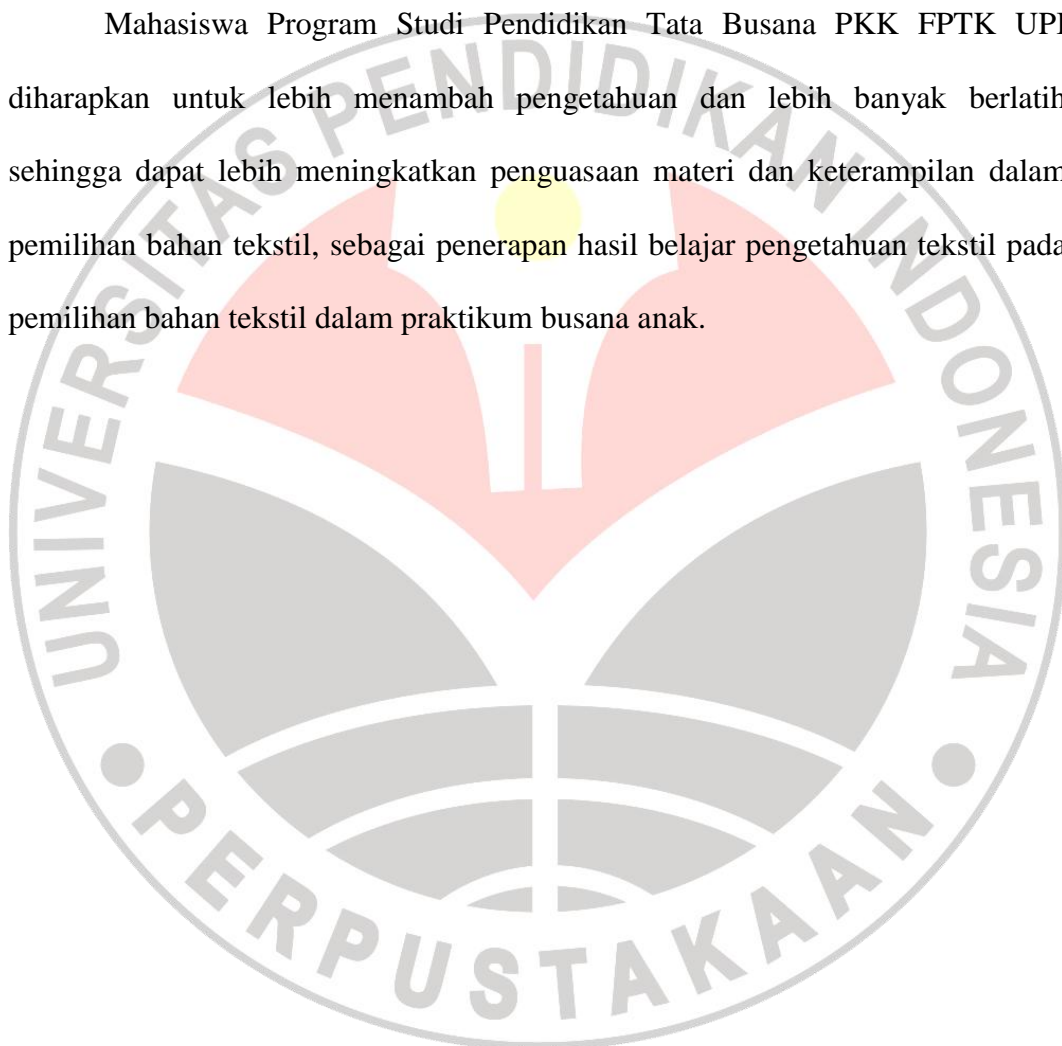 Mahasiswa Program Studi Pendidikan Tata Busana PKK FPTK UPI
diharapkan untuk lebih menambah pengetahuan dan lebih banyak berlatih
sehingga dapat lebih meningkatkan penguasaan materi dan keterampilan dalam
pemilihan bahan tekstil, sebagai penerapan hasil belajar pengetahuan tekstil pada
pemilihan bahan tekstil dalam praktikum busana anak.
UNIVERSITAS PENDIDIKAN INDONESIA
PERPUSTAKAAN